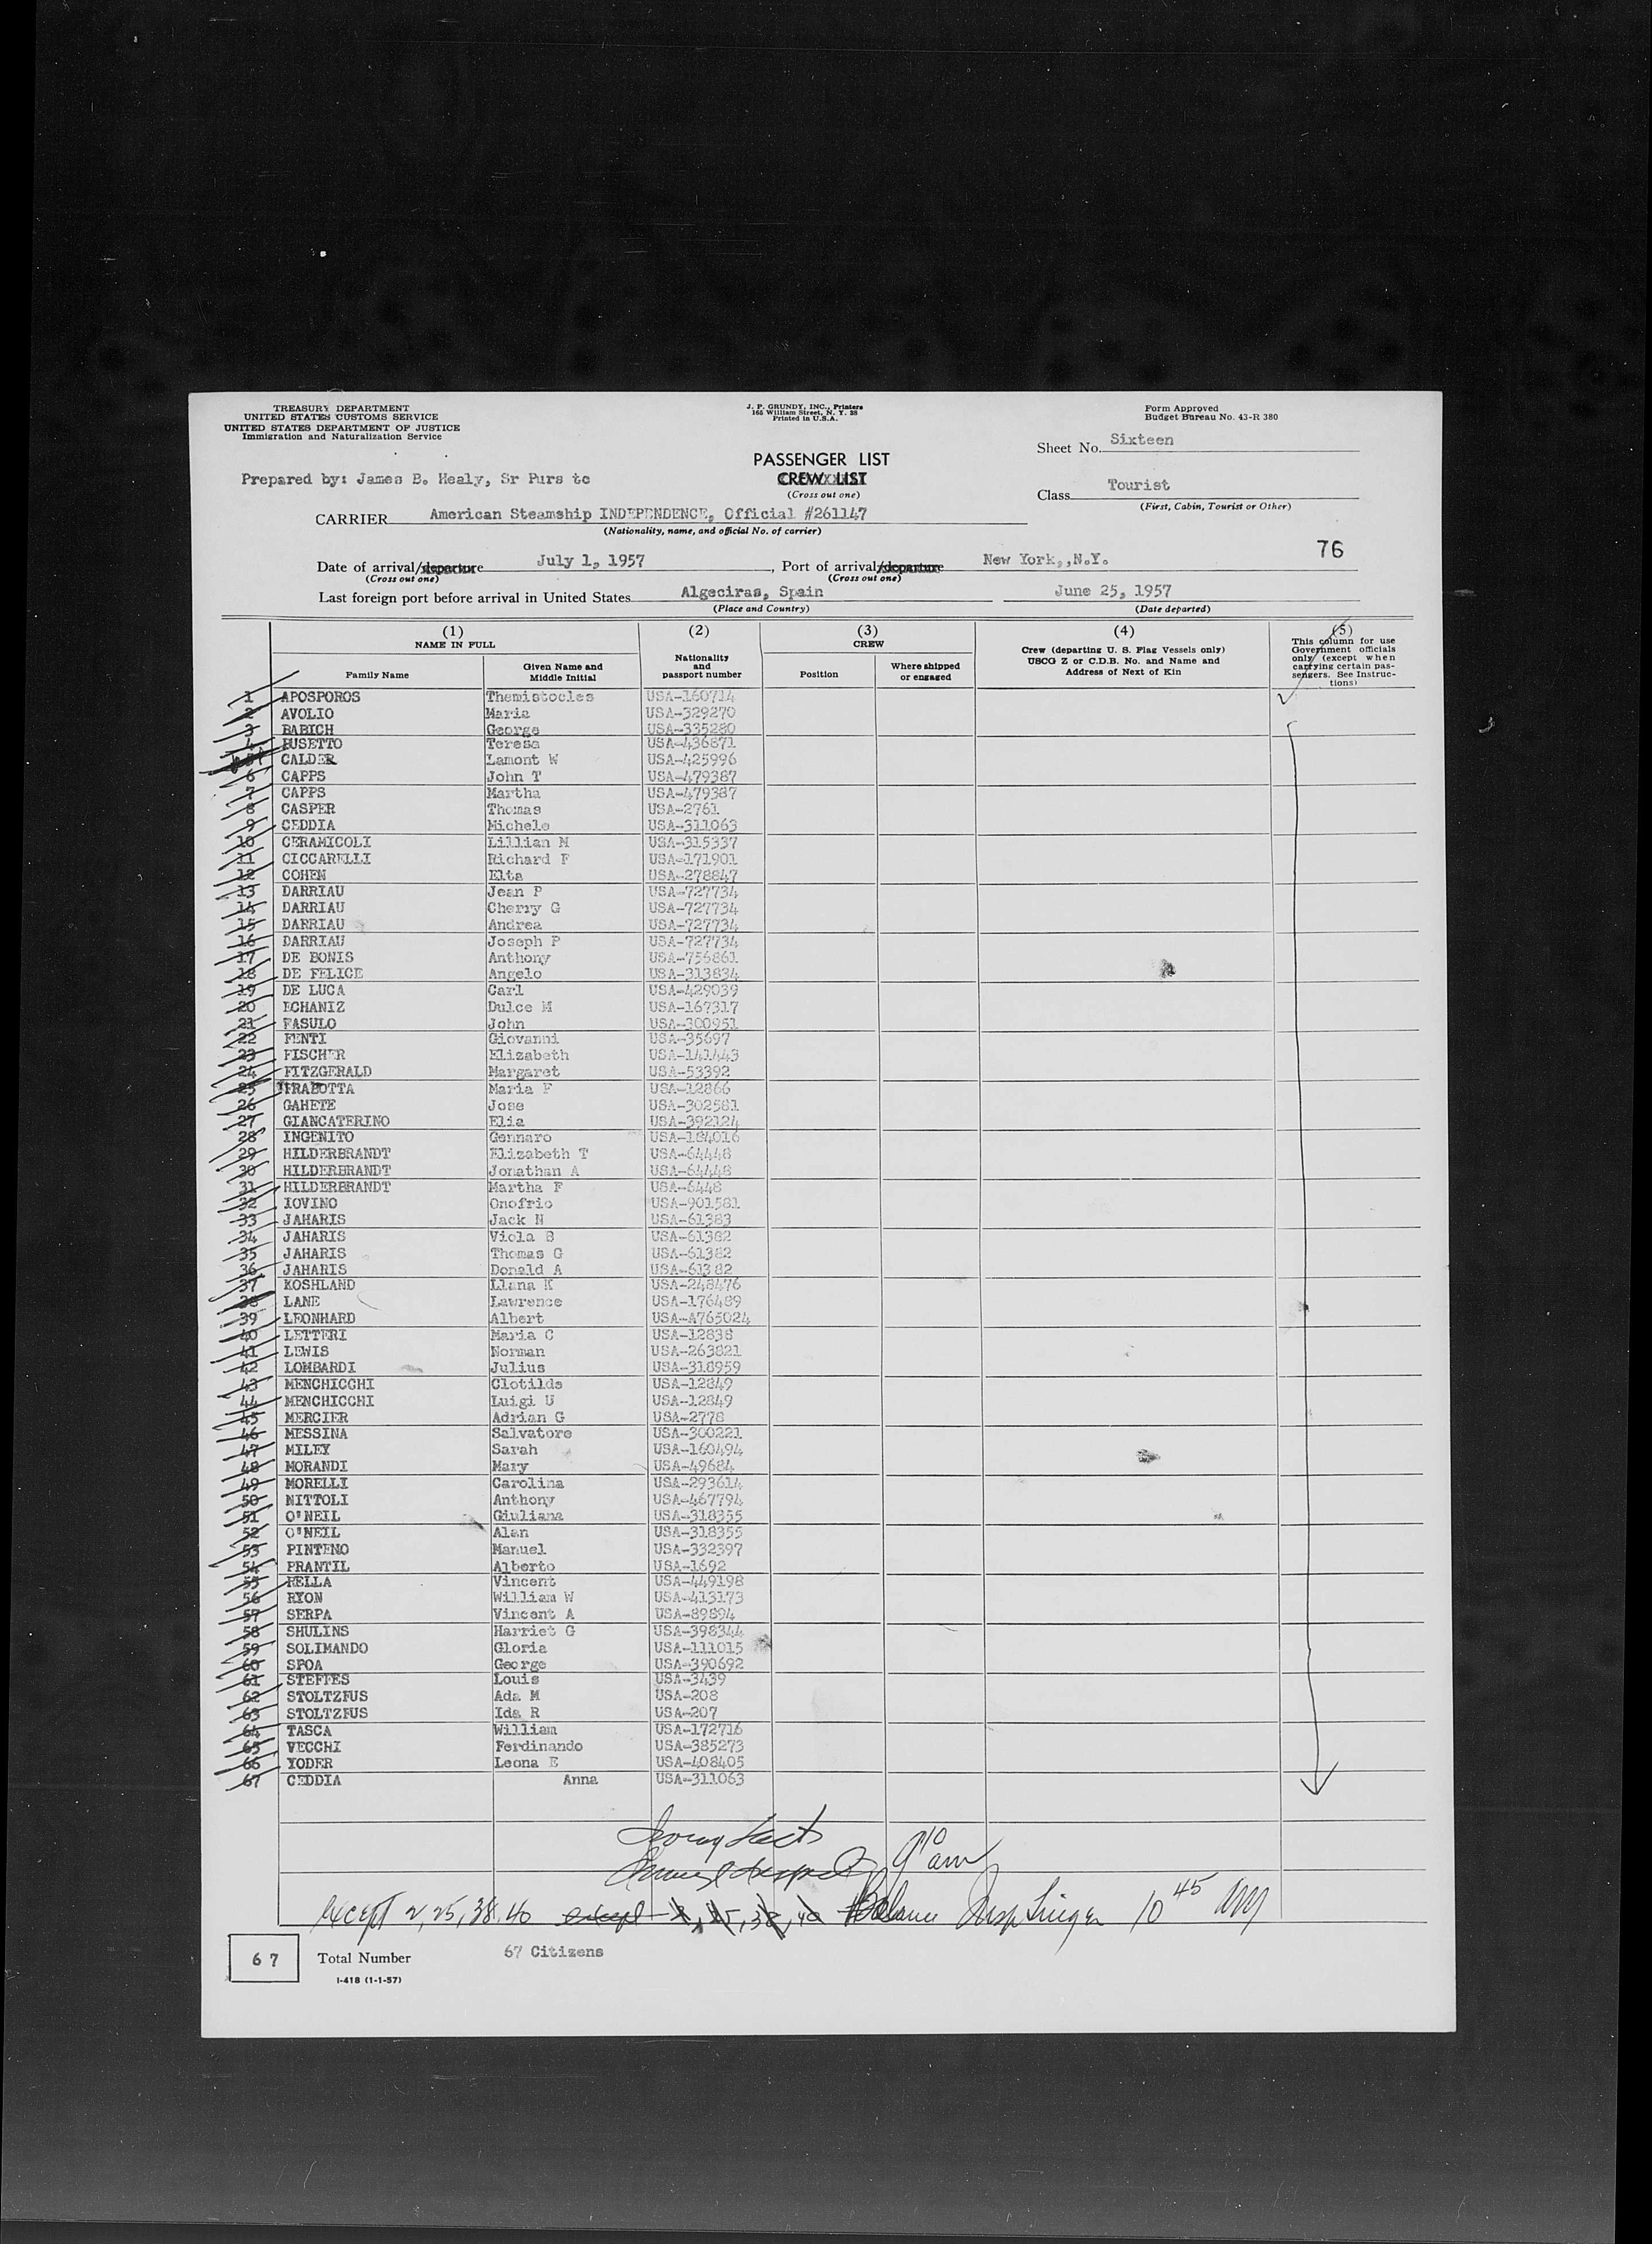 TREASURY DEPARTMENT
UNITED STATES CUSTOMS SERVICE
UNITED STATES DEPARTMENT OF JUSTICE
Immigration and Naturalization Service
J. P. GRUNDY, INC., Printers
165 William Street, N. Y. 38
Printed in U.S.A.
Form Approved
Budget Bureau No. 43-R 380
Sheet No. Sixteen
PASSENGER LIST
CREW LIST
(Cross out one)
Prepared by: James B. Healy, Sr Purs tc
Class Tourist
(First, Cabin, Tourist or Other)
CARRIER American Steamship INDEPENDENCE, Official #261147
(Nationality, name, and official No. of carrier)
76
Date of arrival/departure July 1, 1957, Port of arrival/departure New York,,N.Y.
(Cross out one) (Cross out one)
Last foreign port before arrival in United States Algeciras, Spain June 25, 1957
(Place and Country) (Date departed)
(1) NAME IN FULL
Family Name
Given Name and Middle Initial
(2)
Nationality and passport number
(3) CREW
Position
Where shipped or engaged
(4)
Crew (departing U. S. Flag Vessels only)
USCG Z or C.D.B. No. and Name and
Address of Next of Kin
(5)
This column for use
Government officials
only (except when
carrying certain pas-
sengers. See Instruc-
tions)
1 APOSPOROS Themistocles USA-160714
2 AVOLIO Maria USA-329270
3 BABICH George USA-335280
4 BUSETTO Teresa USA-436871
5 CALDER Lamont W USA-425996
6 CAPPS John T USA-479387
7 CAPPS Martha USA-479387
8 CASPER Thomas USA-2761
9 CEDDIA Michele USA-311063
10 CERAMICOLI Lillian M USA-315337
11 CICCARELLI Richard F USA-171901
12 COHEN Elta USA-278847
13 DARRIAU Jean P USA-727734
14 DARRIAU Cherry G USA-727734
15 DARRIAU Andrea USA-727734
16 DARRIAU Joseph P USA-727734
17 DE BONIS Anthony USA-756861
18 DE FELICE Angelo USA-313834
19 DE LUCA Carl USA-429039
20 ECHANIZ Dulce M USA-167317
21 FASULO John USA-300951
22 FENTI Giovanni USA-35697
23 FISCHER Elizabeth USA-141443
24 FITZGERALD Margaret USA-53392
25 FRABOTTA Maria F USA-12866
26 GAHETE Jose USA-302581
27 GIANCATERINO Elia USA-392124
28 INGENITO Gennaro USA-184016
29 HILDERBRANDT Elizabeth T USA-64448
30 HILDERBRANDT Jonathan A USA-64448
31 HILDERBRANDT Martha F USA-6448
32 IOVINO Onofrio USA-901581
33 JAHARIS Jack N USA-61383
34 JAHARIS Viola B USA-61382
35 JAHARIS Thomas G USA-61382
36 JAHARIS Donald A USA-61382
37 KOSHLAND Llana K USA-248476
38 LANE Lawrence USA-176489
39 LEONHARD Albert USA-A765024
40 LETTERI Maria C USA-12838
41 LEWIS Norman USA-263821
42 LOMBARDI Julius USA-318959
43 MENCHICCHI Clotilde USA-12849
44 MENCHICCHI Luigi U USA-12849
45 MERCIER Adrian G USA-2778
46 MESSINA Salvatore USA-300221
47 MILEY Sarah USA-160494
48 MORANDI Mary USA-49684
49 MORELLI Carolina USA-293614
50 NITTOLI Anthony USA-467794
51 O'NEIL Giuliana USA-318355
52 O'NEIL Alan USA-318355
53 PINTENO Manuel USA-332397
54 PRANTIL Alberto USA-1692
55 RELLA Vincent USA-449198
56 RYON William W USA-413173
57 SERPA Vincent A USA-89894
58 SHULINS Harriet G USA-398344
59 SOLIMANDO Gloria USA-111015
60 SPOA George USA-390692
61 STEFFES Louis USA-3439
62 STOLTZFUS Ada M USA-208
63 STOLTZFUS Ida R USA-207
64 TASCA William USA-172716
65 VECCHI Ferdinando USA-385273
66 YODER Leona E USA-408405
67 CEDDIA Anna USA-311063
9 10 am
except 2, 25, 38, 40 except 2, 25, 38, 40 Balance Insp Singer 10 45 AM
67 Total Number 67 Citizens
I-418 (1-1-57)